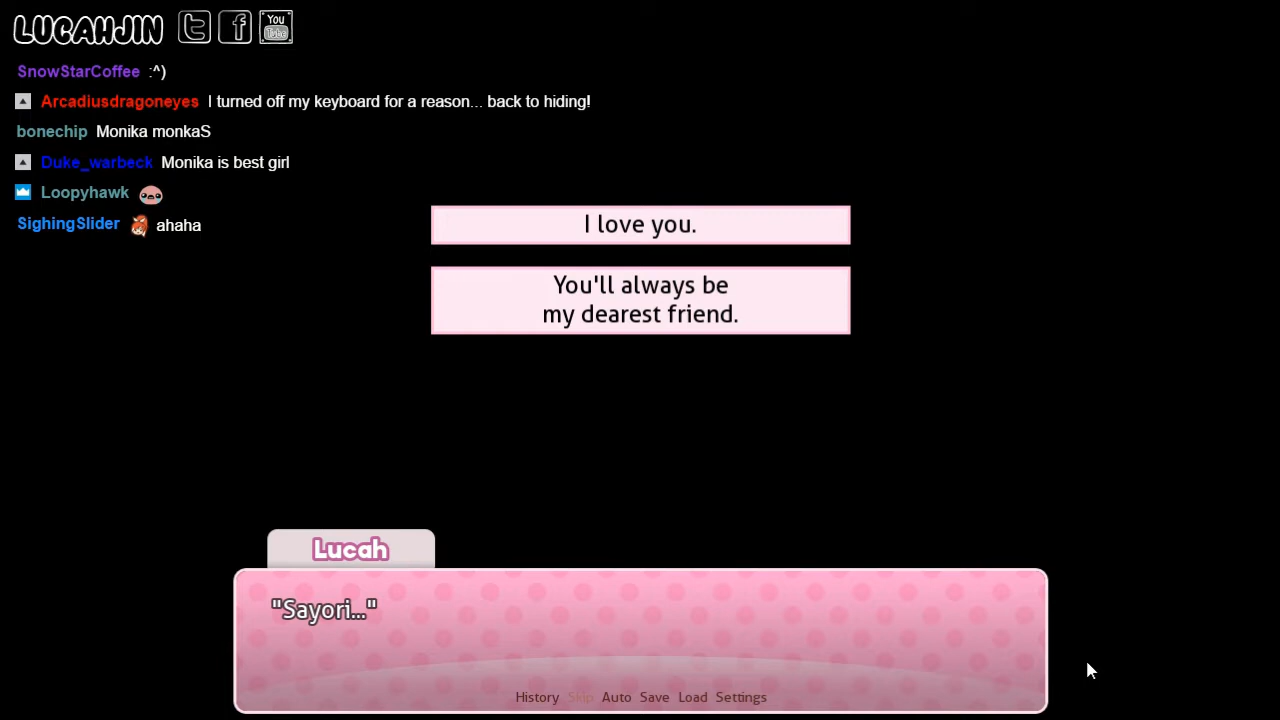 LUCAHJIN You Tube
SnowStarCoffee :^)
Arcadiusdragoneyes I turned off my keyboard for a reason... back to hiding!
bonechip Monika monkaS
Duke_warbeck Monika is best girl
Loopyhawk
SighingSlider ahaha
I love you.
You'll always be
my dearest friend.
Lucah
"Sayori..."
History Skip Auto Save Load Settings